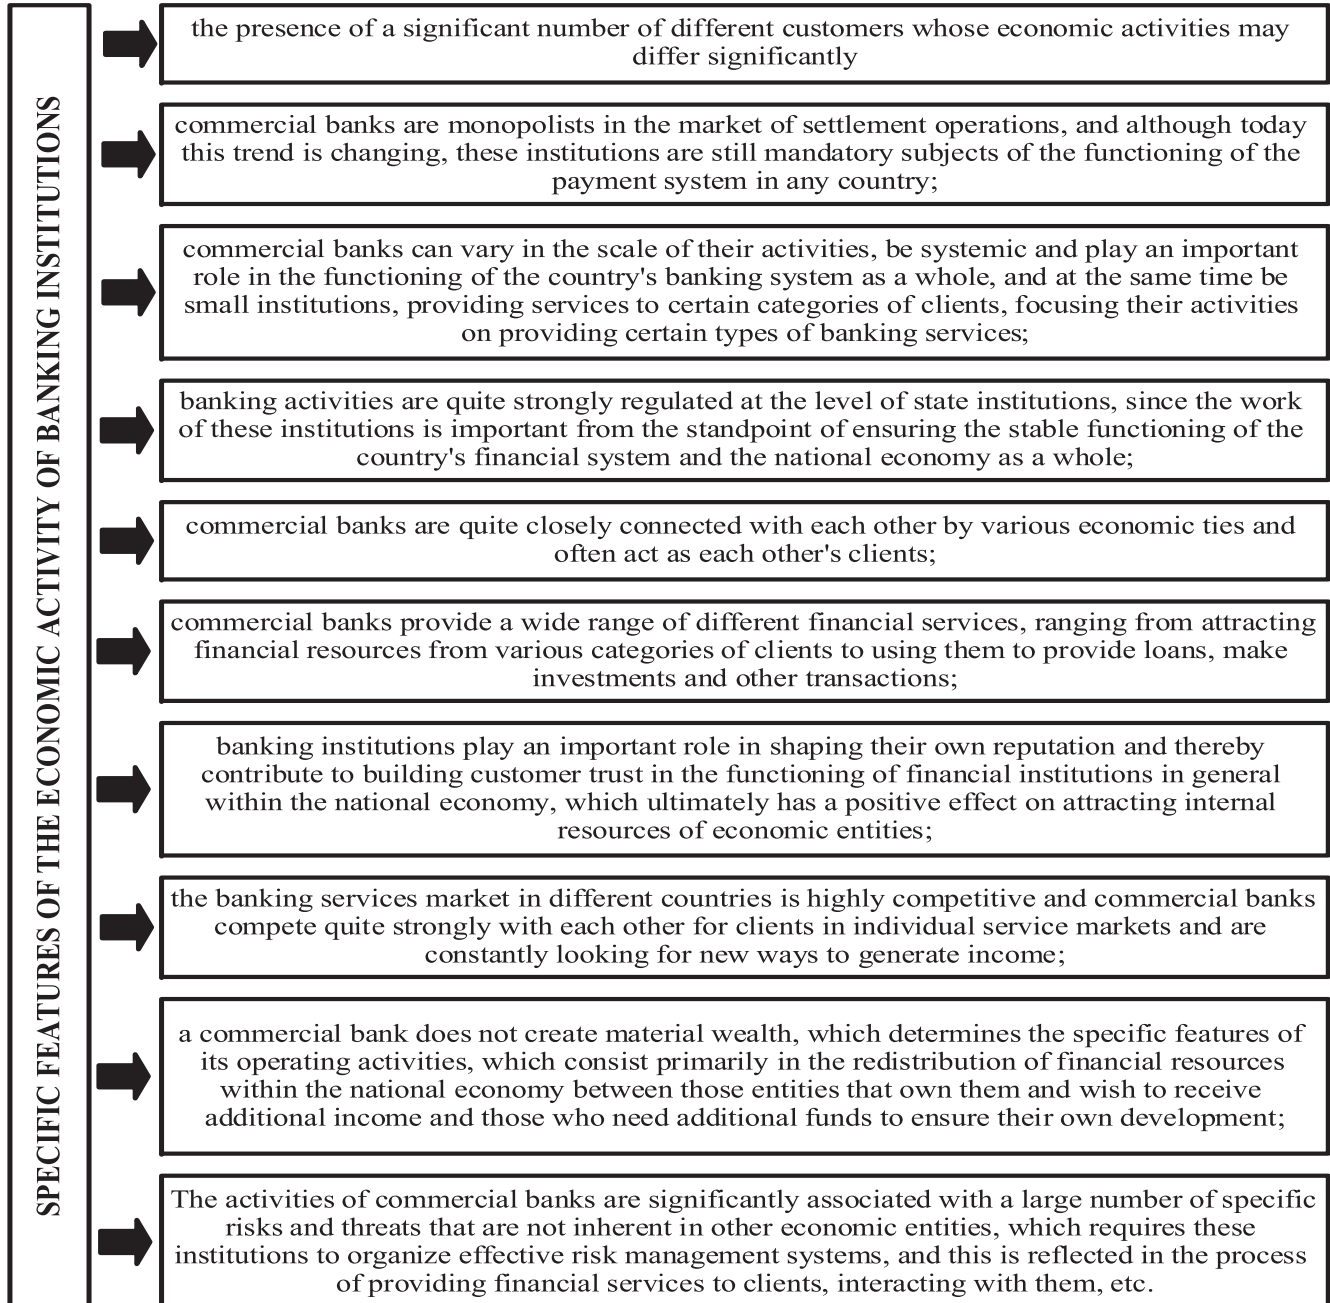 SPECIFIC FEATURES OF THE ECONOMIC ACTIVITY OF BANKING INSTITUTIONS
the presence of a significant number of different customers whose economic activities may
differ significantly
commercial banks are monopolists in the market of settlement operations, and although today
this trend is changing, these institutions are still mandatory subjects of the functioning of the
payment system in any country;
commercial banks can vary in the scale of their activities, be systemic and play an important
role in the functioning of the country's banking system as a whole, and at the same time be
small institutions, providing services to certain categories of clients, focusing their activities
on providing certain types of banking services;
banking activities are quite strongly regulated at the level of state institutions, since the work
of these institutions is important from the standpoint of ensuring the stable functioning of the
country's financial system and the national economy as a whole;
commercial banks are quite closely connected with each other by various economic ties and
often act as each other's clients;
commercial banks provide a wide range of different financial services, ranging from attracting
financial resources from various categories of clients to using them to provide loans, make
investments and other transactions;
banking institutions play an important role in shaping their own reputation and thereby
contribute to building customer trust in the functioning of financial institutions in general
within the national economy, which ultimately has a positive effect on attracting internal
resources of economic entities;
the banking services market in different countries is highly competitive and commercial banks
compete quite strongly with each other for clients in individual service markets and are
constantly looking for new ways to generate income;
a commercial bank does not create material wealth, which determines the specific features of
its operating activities, which consist primarily in the redistribution of financial resources
within the national economy between those entities that own them and wish to receive
additional income and those who need additional funds to ensure their own development;
The activities of commercial banks are significantly associated with a large number of specific
risks and threats that are not inherent in other economic entities, which requires these
institutions to organize effective risk management systems, and this is reflected in the process
of providing financial services to clients, interacting with them, etc.